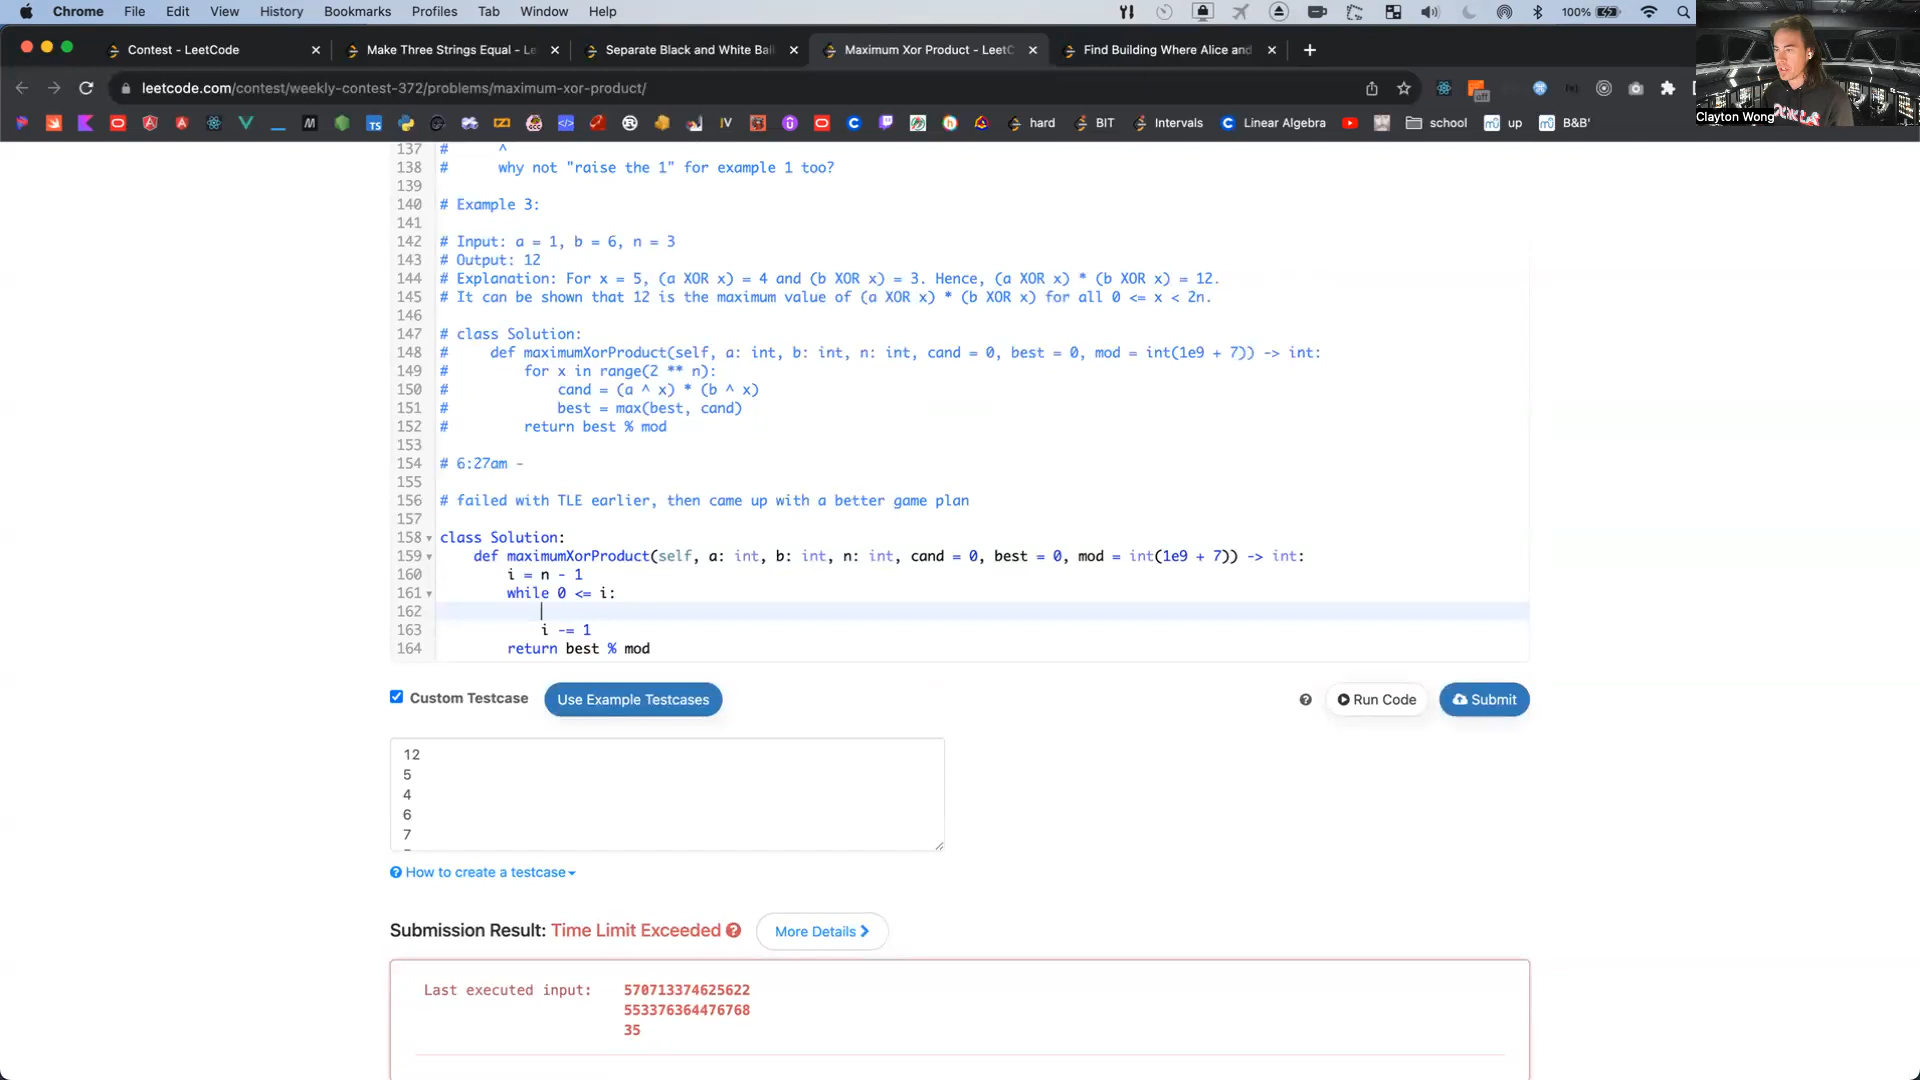 Chrome File Edit View History Bookmarks Profiles Tab Window Help 100%
Contest - LeetCode
Make Three Strings Equal - Le
Separate Black and White Ball
Maximum Xor Product - LeetC
Find Building Where Alice and
leetcode.com/contest/weekly-contest-372/problems/maximum-xor-product/
off
Clayton Wong
TS IV hard BIT Intervals Linear Algebra school up B&B'
137 # ^
138 # why not "raise the 1" for example 1 too?
139
140 # Example 3:
141
142 # Input: a = 1, b = 6, n = 3
143 # Output: 12
144 # Explanation: For x = 5, (a XOR x) = 4 and (b XOR x) = 3. Hence, (a XOR x) * (b XOR x) = 12.
145 # It can be shown that 12 is the maximum value of (a XOR x) * (b XOR x) for all 0 <= x < 2n.
146
147 # class Solution:
148 # def maximumXorProduct(self, a: int, b: int, n: int, cand = 0, best = 0, mod = int(1e9 + 7)) -> int:
149 # for x in range(2 ** n):
150 # cand = (a ^ x) * (b ^ x)
151 # best = max(best, cand)
152 # return best % mod
153
154 # 6:27am -
155
156 # failed with TLE earlier, then came up with a better game plan
157
158 class Solution:
159 def maximumXorProduct(self, a: int, b: int, n: int, cand = 0, best = 0, mod = int(1e9 + 7)) -> int:
160 i = n - 1
161 while 0 <= i:
162
163 i -= 1
164 return best % mod
Custom Testcase Use Example Testcases Run Code Submit
12
5
4
6
7
How to create a testcase
Submission Result: Time Limit Exceeded More Details
Last executed input: 570713374625622
553376364476768
35